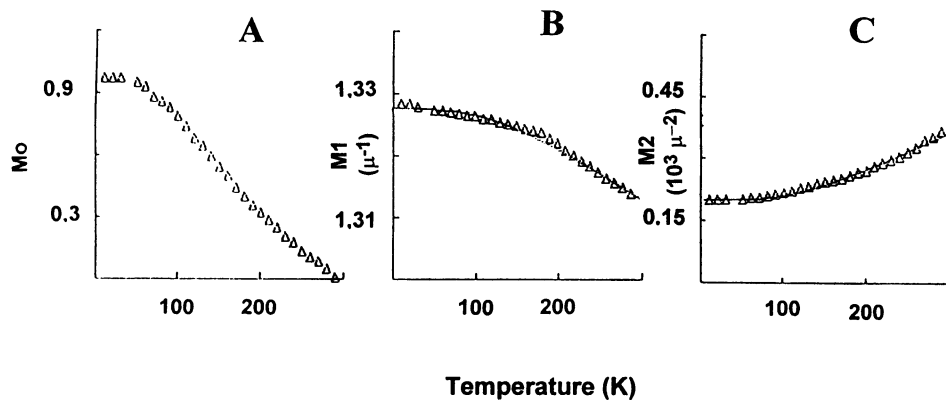 A
B
C
Mo
0.9
0.3
100
200
M1
(μ-1)
1,33
1,31
100
200
M2
(10³ μ–2)
0.45
0.15
100
200
Temperature (K)